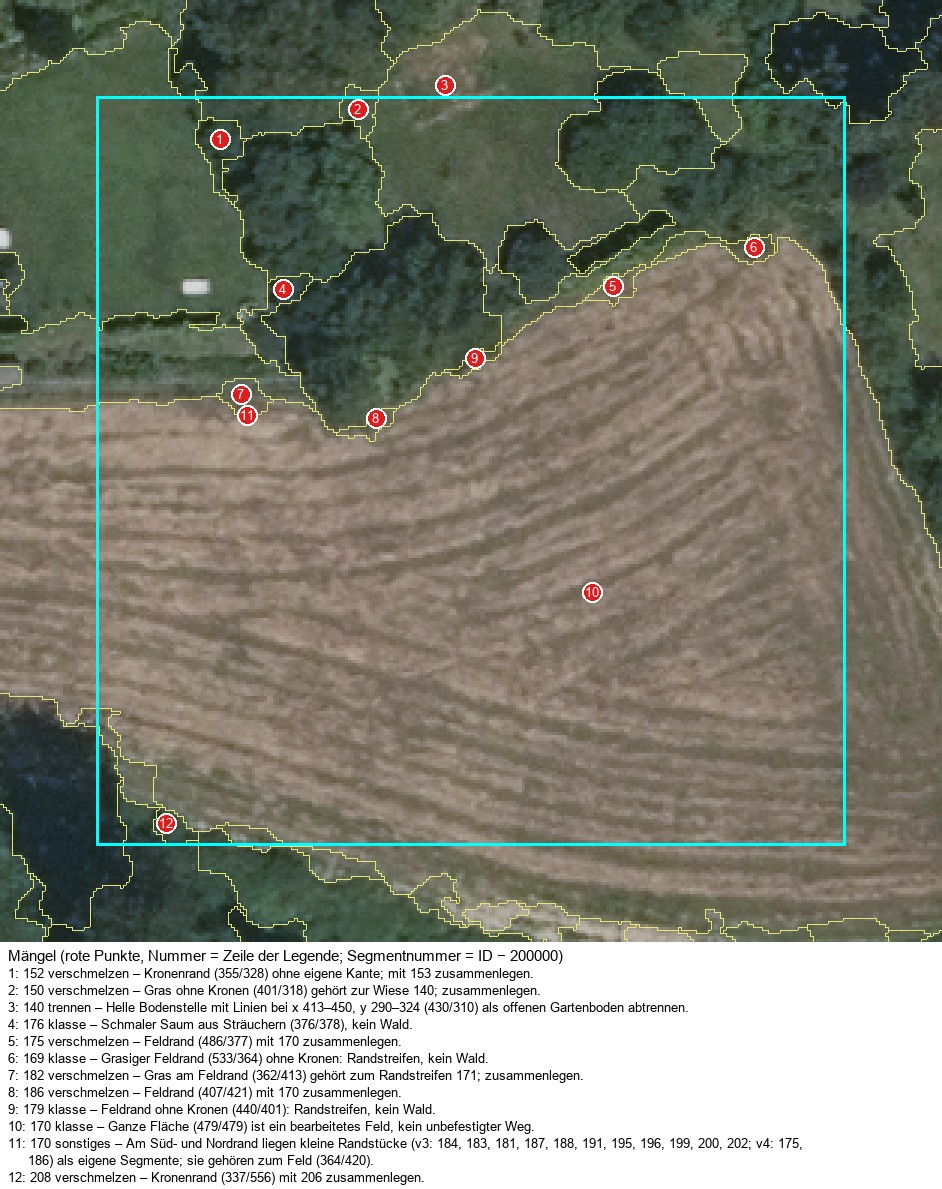 1
2
3
4
5
6
7
8
9
10
11
12
Mängel (rote Punkte, Nummer = Zeile der Legende; Segmentnummer = ID − 200000)
1: 152 verschmelzen – Kronenrand (355/328) ohne eigene Kante; mit 153 zusammenlegen.
2: 150 verschmelzen – Gras ohne Kronen (401/318) gehört zur Wiese 140; zusammenlegen.
3: 140 trennen – Helle Bodenstelle mit Linien bei x 413–450, y 290–324 (430/310) als offenen Gartenboden abtrennen.
4: 176 klasse – Schmaler Saum aus Sträuchern (376/378), kein Wald.
5: 175 verschmelzen – Feldrand (486/377) mit 170 zusammenlegen.
6: 169 klasse – Grasiger Feldrand (533/364) ohne Kronen: Randstreifen, kein Wald.
7: 182 verschmelzen – Gras am Feldrand (362/413) gehört zum Randstreifen 171; zusammenlegen.
8: 186 verschmelzen – Feldrand (407/421) mit 170 zusammenlegen.
9: 179 klasse – Feldrand ohne Kronen (440/401): Randstreifen, kein Wald.
10: 170 klasse – Ganze Fläche (479/479) ist ein bearbeitetes Feld, kein unbefestigter Weg.
11: 170 sonstiges – Am Süd- und Nordrand liegen kleine Randstücke (v3: 184, 183, 181, 187, 188, 191, 195, 196, 199, 200, 202; v4: 175,
186) als eigene Segmente; sie gehören zum Feld (364/420).
12: 208 verschmelzen – Kronenrand (337/556) mit 206 zusammenlegen.